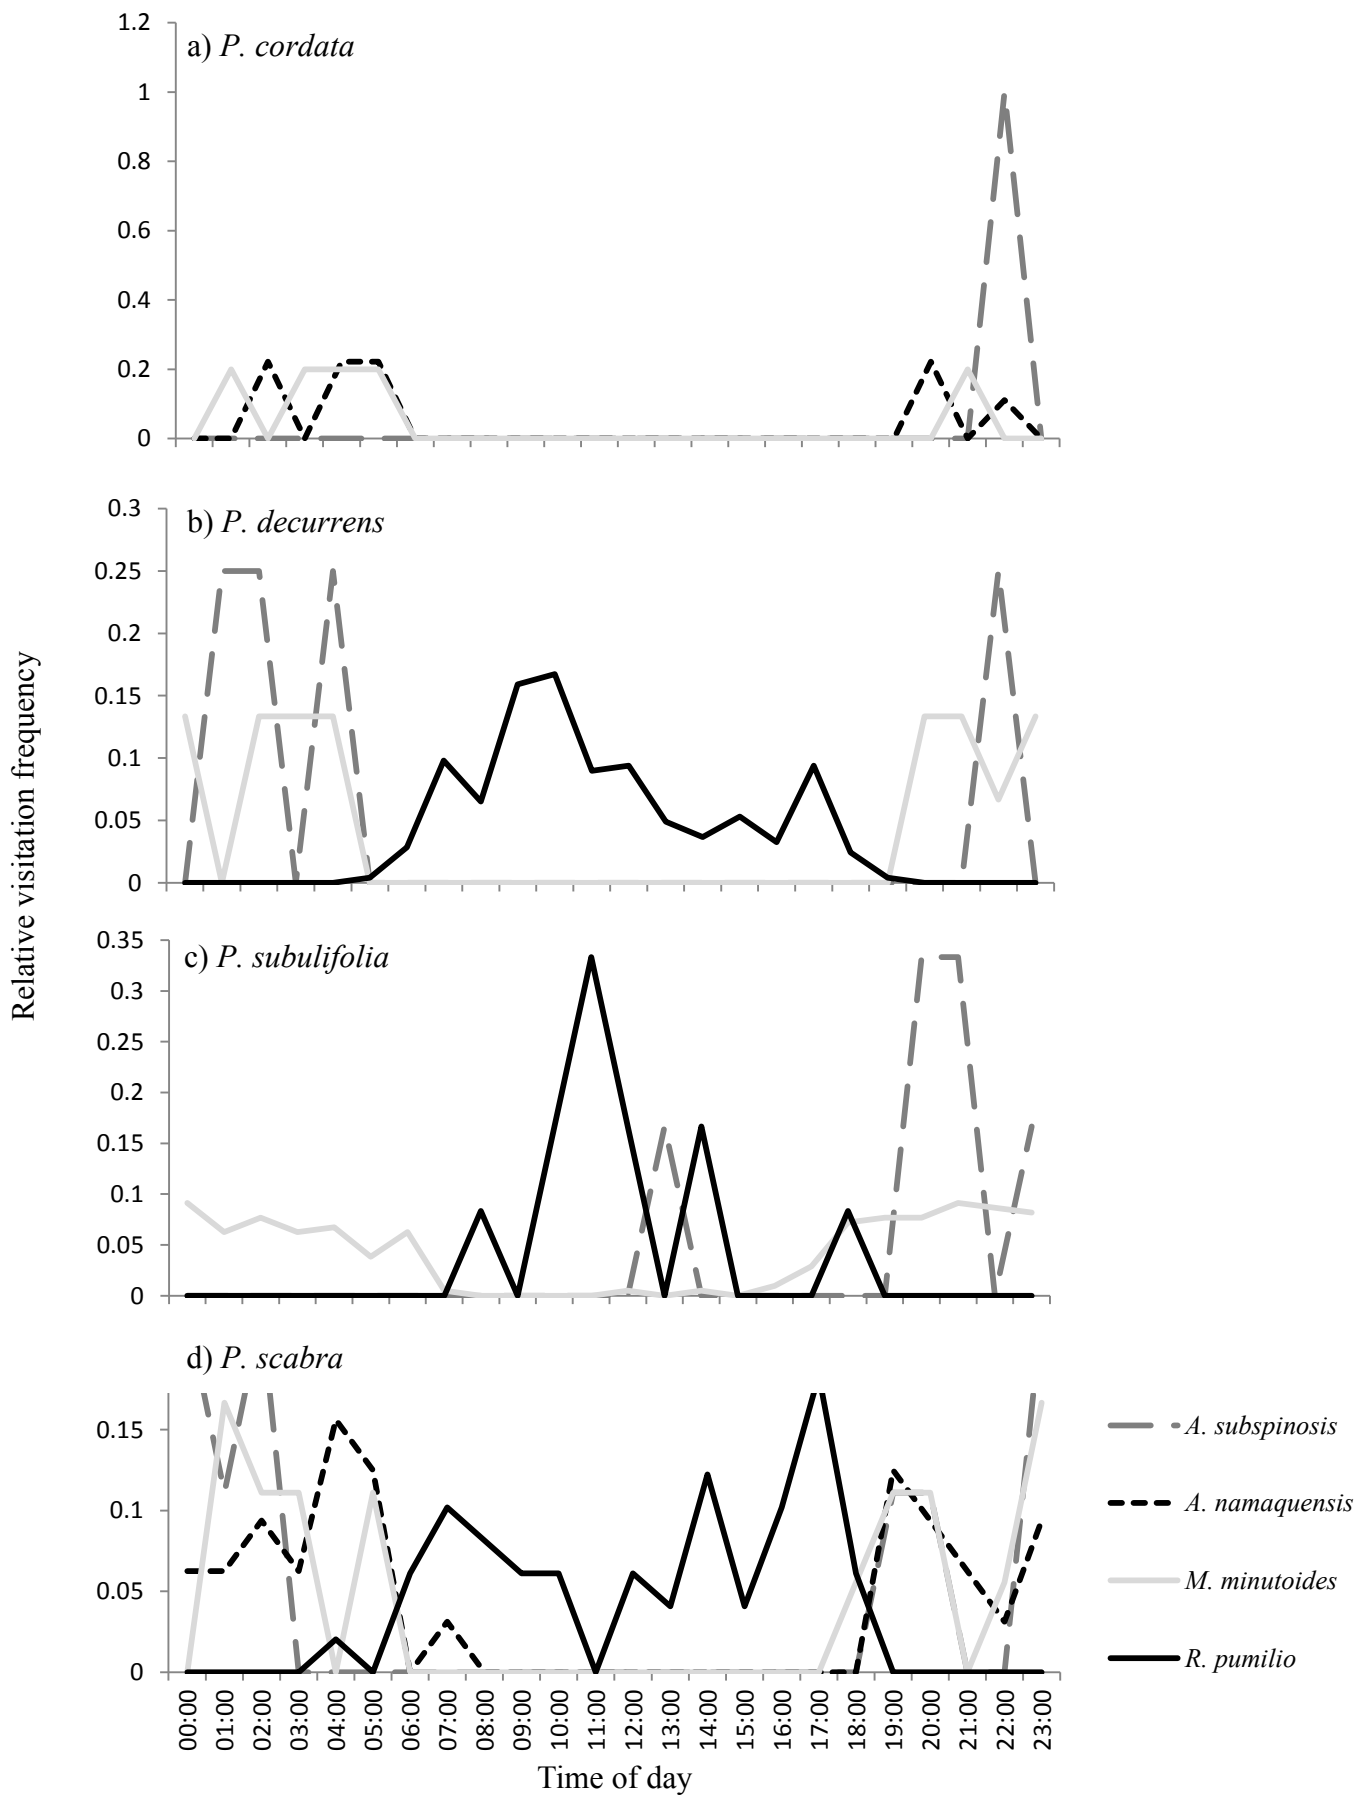 a) P. cordata
1.2
1
0.8
0.6
0.4
0.2
0
b) P. decurrens
0.3
0.25
0.2
0.15
0.1
0.05
0
Relative visitation frequency
c) P. subulifolia
0.35
0.3
0.25
0.2
0.15
0.1
0.05
0
d) P. scabra
0.15
0.1
0.05
0
00:00 01:00 02:00 03:00 04:00 05:00 06:00 07:00 08:00 09:00 10:00 11:00 12:00 13:00 14:00 15:00 16:00 17:00 18:00 19:00 20:00 21:00 22:00 23:00
Time of day
A. subspinosis
A. namaquensis
M. minutoides
R. pumilio